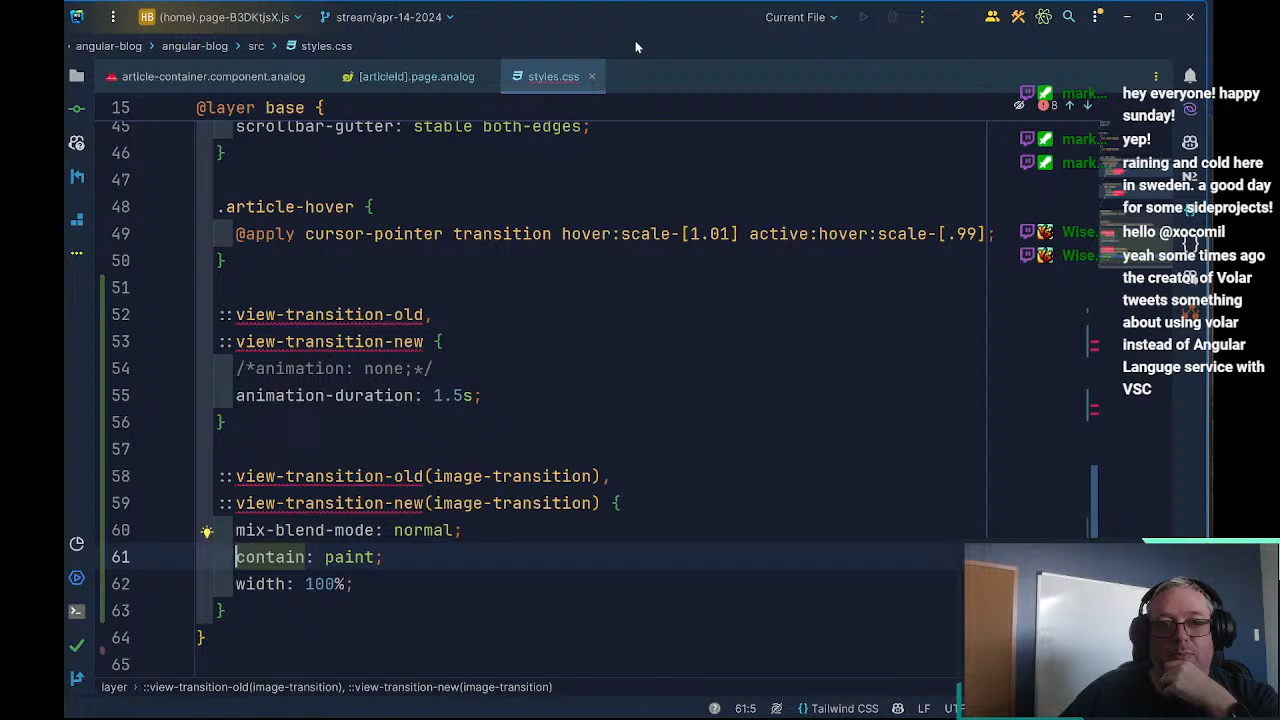 HB (home).page-B3DKtjsX.js stream/apr-14-2024 Current File
angular-blog angular-blog src styles.css
article-container.component.analog [articleId].page.analog styles.css
15 @layer base {
8
45 scrollbar-gutter: stable both-edges;
46 }
47
48 .article-hover {
49 @apply cursor-pointer transition hover:scale-[1.01] active:hover:scale-[.99];
50 }
51
52 ::view-transition-old,
53 ::view-transition-new {
54 /*animation: none;*/
55 animation-duration: 1.5s;
56 }
57
58 ::view-transition-old(image-transition),
59 ::view-transition-new(image-transition) {
60 mix-blend-mode: normal;
61 contain: paint;
62 width: 100%;
63 }
64 }
65
mark... hey everyone! happy
sunday!
mark... yep!
mark... raining and cold here
in sweden. a good day
for some sideprojects!
Wise... hello @xocomil
Wise... yeah some times ago
the creator of Volar
tweets something
about using volar
instead of Angular
Languge service with
VSC
layer ::view-transition-old(image-transition), ::view-transition-new(image-transition)
61:5 Tailwind CSS LF